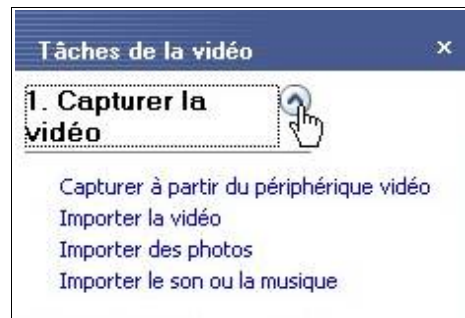 Tâches de la vidéo
1. Capturer la
vidéo
Capturer à partir du périphérique vidéo
Importer la vidéo
Importer des photos
Importer le son ou la musique